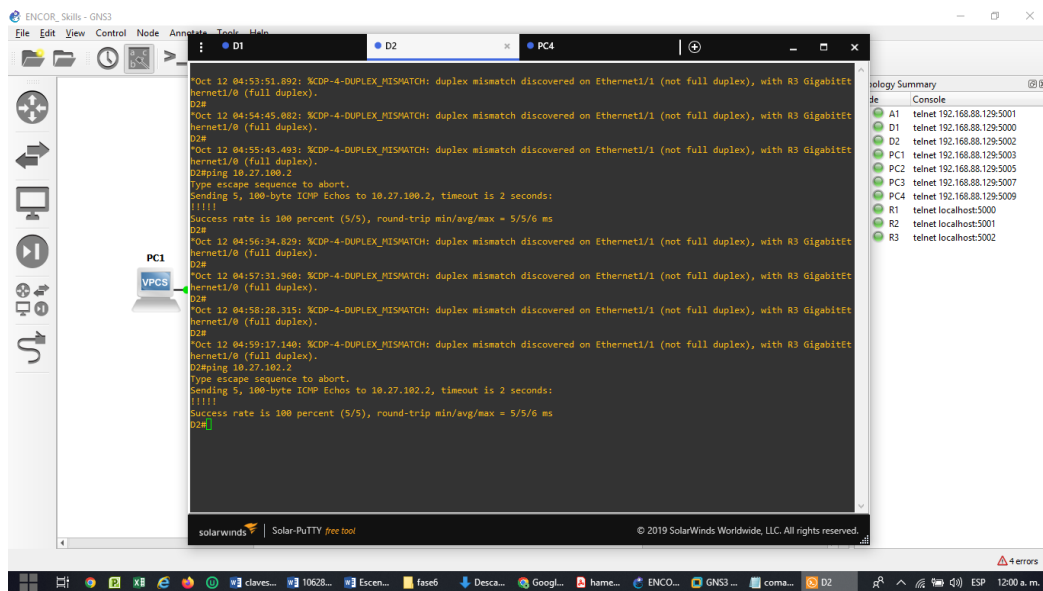 ENCOR_Skills - GNS3
File Edit View Control Node Annotate Tools Help
D1
D2
PC4
*Oct 12 04:53:51.892: %CDP-4-DUPLEX_MISMATCH: duplex mismatch discovered on Ethernet1/1 (not full duplex), with R3 GigabitEt
hernet1/0 (full duplex).
D2#
*Oct 12 04:54:45.082: %CDP-4-DUPLEX_MISMATCH: duplex mismatch discovered on Ethernet1/1 (not full duplex), with R3 GigabitEt
hernet1/0 (full duplex).
D2#
*Oct 12 04:55:43.493: %CDP-4-DUPLEX_MISMATCH: duplex mismatch discovered on Ethernet1/1 (not full duplex), with R3 GigabitEt
hernet1/0 (full duplex).
D2#ping 10.27.100.2
Type escape sequence to abort.
Sending 5, 100-byte ICMP Echos to 10.27.100.2, timeout is 2 seconds:
!!!!!
Success rate is 100 percent (5/5), round-trip min/avg/max = 5/5/6 ms
D2#
*Oct 12 04:56:34.829: %CDP-4-DUPLEX_MISMATCH: duplex mismatch discovered on Ethernet1/1 (not full duplex), with R3 GigabitEt
hernet1/0 (full duplex).
D2#
*Oct 12 04:57:31.960: %CDP-4-DUPLEX_MISMATCH: duplex mismatch discovered on Ethernet1/1 (not full duplex), with R3 GigabitEt
hernet1/0 (full duplex).
D2#
*Oct 12 04:58:28.315: %CDP-4-DUPLEX_MISMATCH: duplex mismatch discovered on Ethernet1/1 (not full duplex), with R3 GigabitEt
hernet1/0 (full duplex).
D2#
*Oct 12 04:59:17.140: %CDP-4-DUPLEX_MISMATCH: duplex mismatch discovered on Ethernet1/1 (not full duplex), with R3 GigabitEt
hernet1/0 (full duplex).
D2#ping 10.27.102.2
Type escape sequence to abort.
Sending 5, 100-byte ICMP Echos to 10.27.102.2, timeout is 2 seconds:
!!!!!
Success rate is 100 percent (5/5), round-trip min/avg/max = 5/5/6 ms
D2#
PC1
VPCS
solarwinds Solar-PuTTY free tool
© 2019 SolarWinds Worldwide, LLC. All rights reserved.
pology Summary
de Console
A1 telnet 192.168.88.129:5001
D1 telnet 192.168.88.129:5000
D2 telnet 192.168.88.129:5002
PC1 telnet 192.168.88.129:5003
PC2 telnet 192.168.88.129:5005
PC3 telnet 192.168.88.129:5007
PC4 telnet 192.168.88.129:5009
R1 telnet localhost:5000
R2 telnet localhost:5001
R3 telnet localhost:5002
4 errors
claves... 10628... Escen... fase6 Desca... Googl... hame... ENCO... GNS3 ... coma... D2 ESP 12:00 a. m.